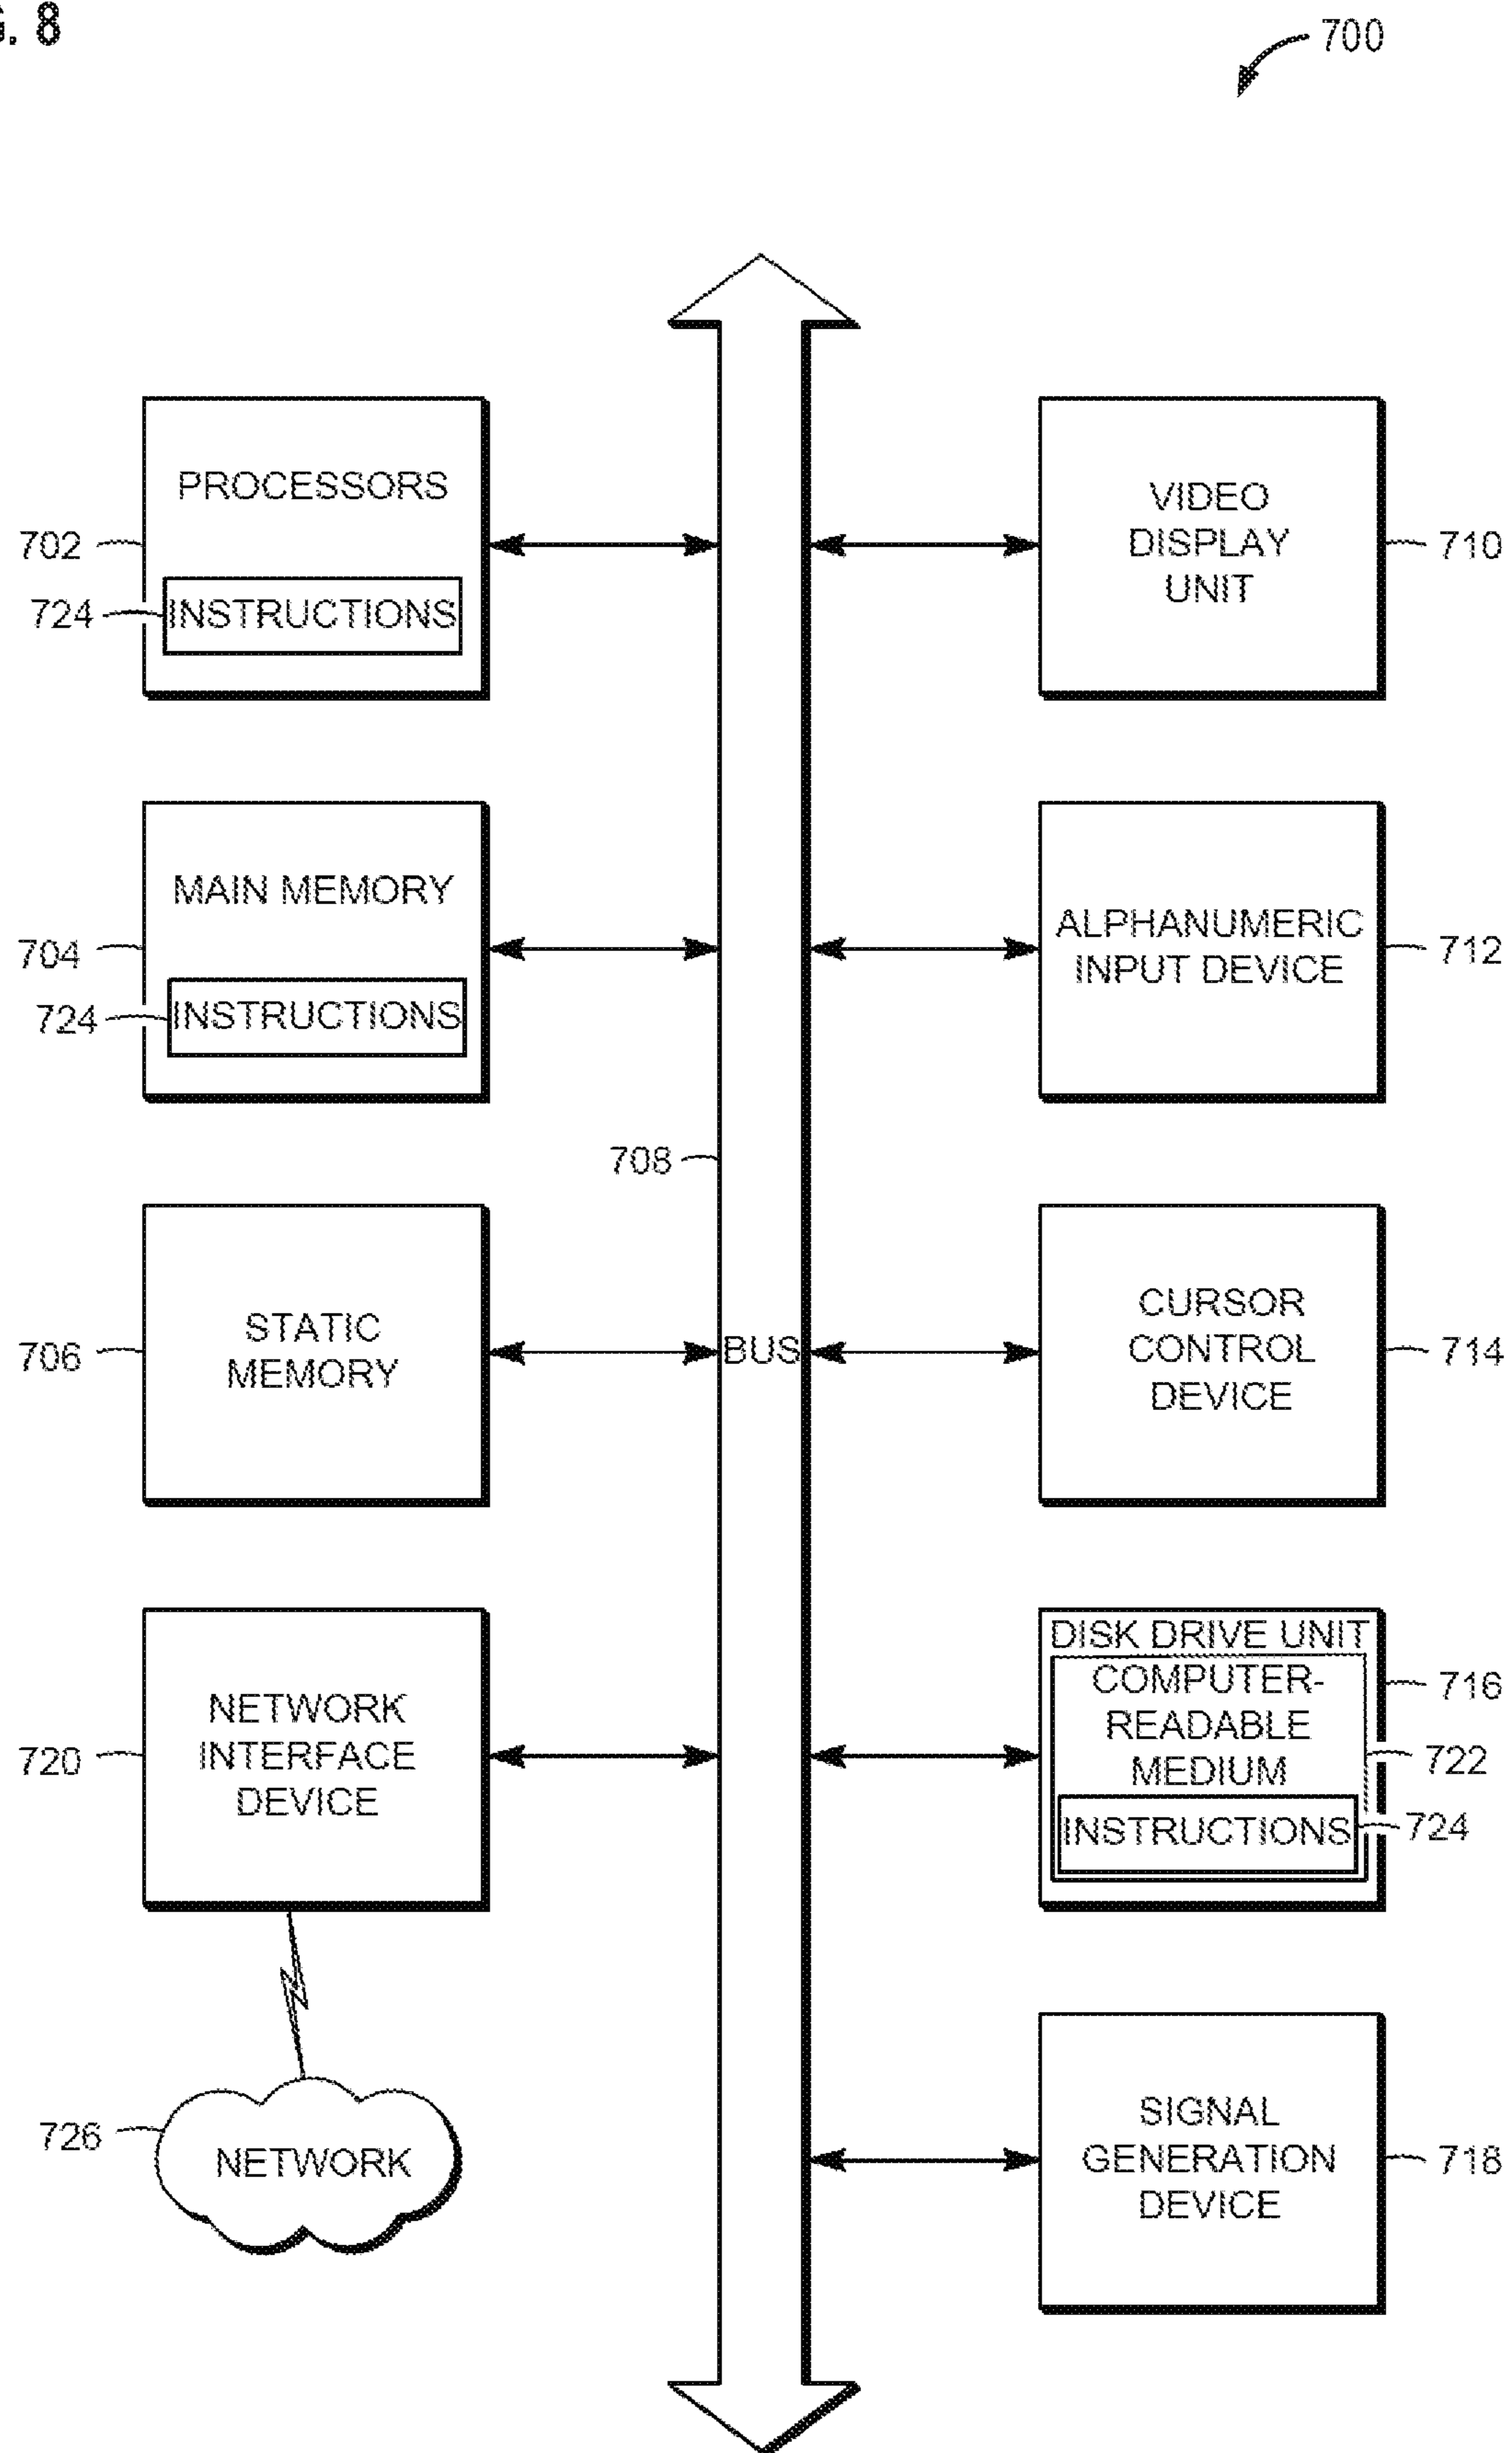 G. 8
700
PROCESSORS
702
724
INSTRUCTIONS
VIDEO
DISPLAY
UNIT
710
MAIN MEMORY
704
724
INSTRUCTIONS
ALPHANUMERIC
INPUT DEVICE
712
708
STATIC
MEMORY
706
BUS
CURSOR
CONTROL
DEVICE
714
NETWORK
INTERFACE
DEVICE
720
DISK DRIVE UNIT
COMPUTER-
READABLE
MEDIUM
INSTRUCTIONS
716
722
724
726
NETWORK
SIGNAL
GENERATION
DEVICE
718